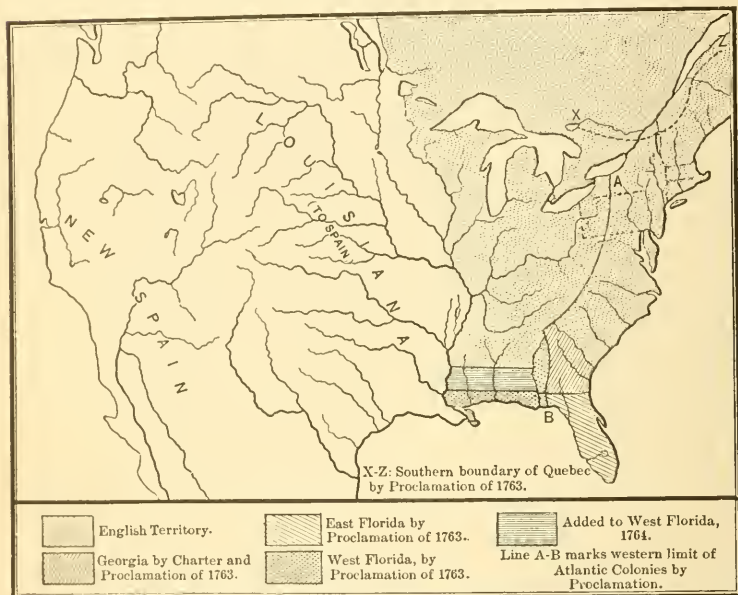 LOUISIANA
(TO SPAIN)
NEW SPAIN
X
Z
A
B
X-Z: Southern boundary of Quebec
by Proclamation of 1763.
English Territory.
Georgia by Charter and
Proclamation of 1763.
East Florida by
Proclamation of 1763.
West Florida, by
Proclamation of 1763.
Added to West Florida,
1764.
Line A-B marks western limit of
Atlantic Colonies by
Proclamation.